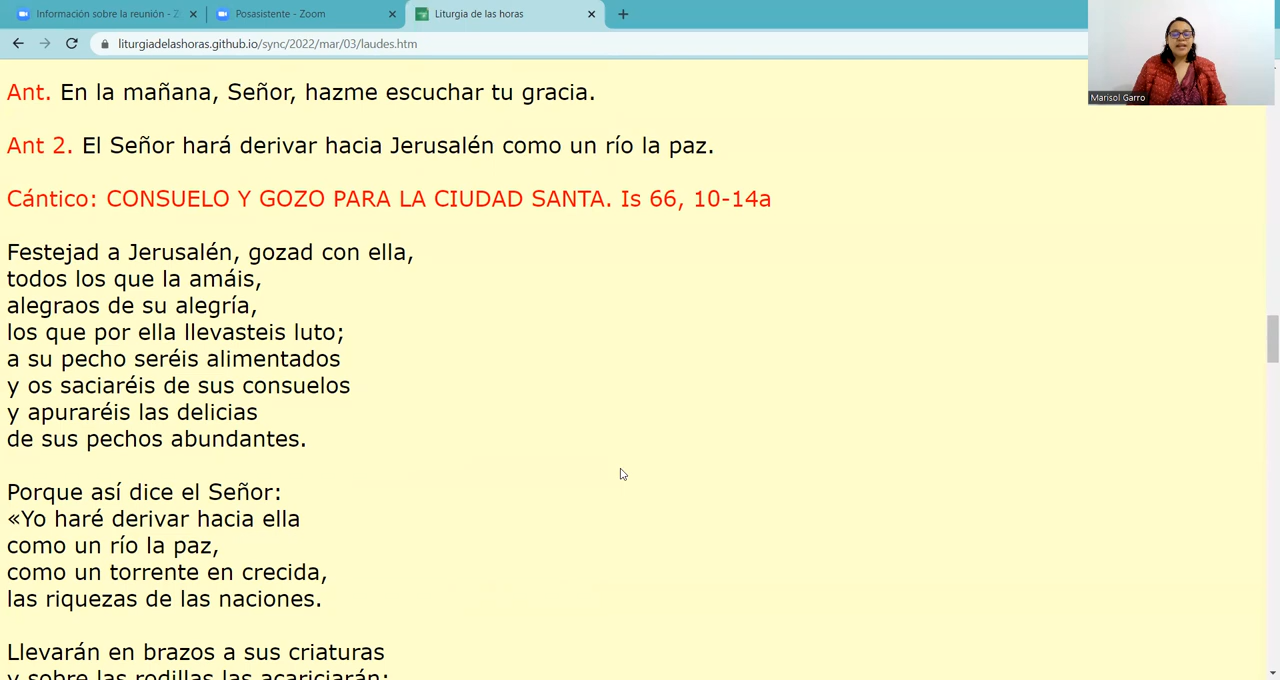 Información sobre la reunión - Z
Posasistente - Zoom
Liturgia de las horas
liturgiadelashoras.github.io/sync/2022/mar/03/laudes.htm
Marisol Garro
Ant. En la mañana, Señor, hazme escuchar tu gracia.
Ant 2. El Señor hará derivar hacia Jerusalén como un río la paz.
Cántico: CONSUELO Y GOZO PARA LA CIUDAD SANTA. Is 66, 10-14a
Festejad a Jerusalén, gozad con ella,
todos los que la amáis,
alegraos de su alegría,
los que por ella llevasteis luto;
a su pecho seréis alimentados
y os saciaréis de sus consuelos
y apuraréis las delicias
de sus pechos abundantes.
Porque así dice el Señor:
«Yo haré derivar hacia ella
como un río la paz,
como un torrente en crecida,
las riquezas de las naciones.
Llevarán en brazos a sus criaturas
y sobre las rodillas las acariciarán;